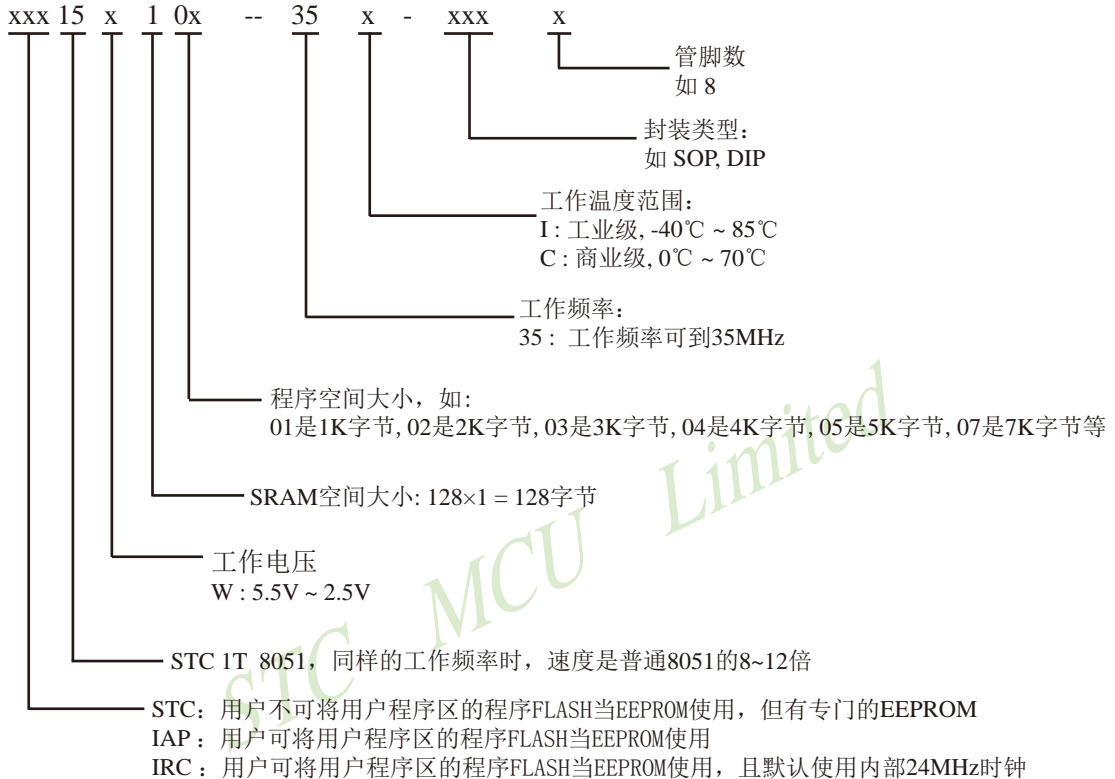 xxx 15 x 1 0x -- 35 x - xxx x
管脚数
如 8
封装类型：
如 SOP, DIP
工作温度范围：
I : 工业级, -40℃ ~ 85℃
C : 商业级, 0℃ ~ 70℃
工作频率：
35 : 工作频率可到35MHz
程序空间大小，如:
01是1K字节, 02是2K字节, 03是3K字节, 04是4K字节, 05是5K字节, 07是7K字节等
SRAM空间大小: 128×1 = 128字节
工作电压
W : 5.5V ~ 2.5V
STC 1T 8051，同样的工作频率时，速度是普通8051的8~12倍
STC：用户不可将用户程序区的程序FLASH当EEPROM使用，但有专门的EEPROM
IAP：用户可将用户程序区的程序FLASH当EEPROM使用
IRC：用户可将用户程序区的程序FLASH当EEPROM使用，且默认使用内部24MHz时钟
STC MCU Limited